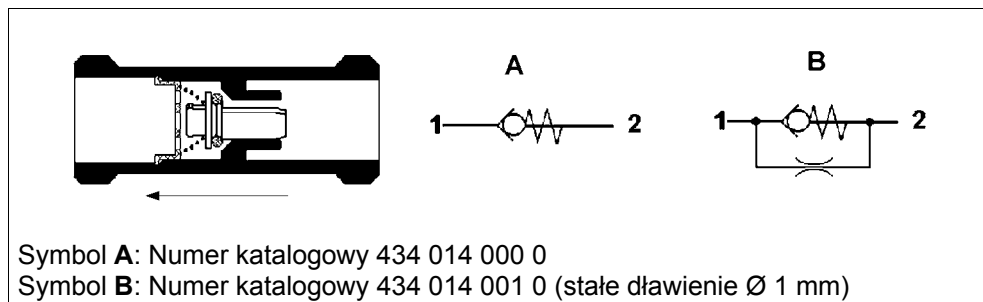 A
B
1 2
1 2
Symbol A: Numer katalogowy 434 014 000 0
Symbol B: Numer katalogowy 434 014 001 0 (stałe dławienie Ø 1 mm)